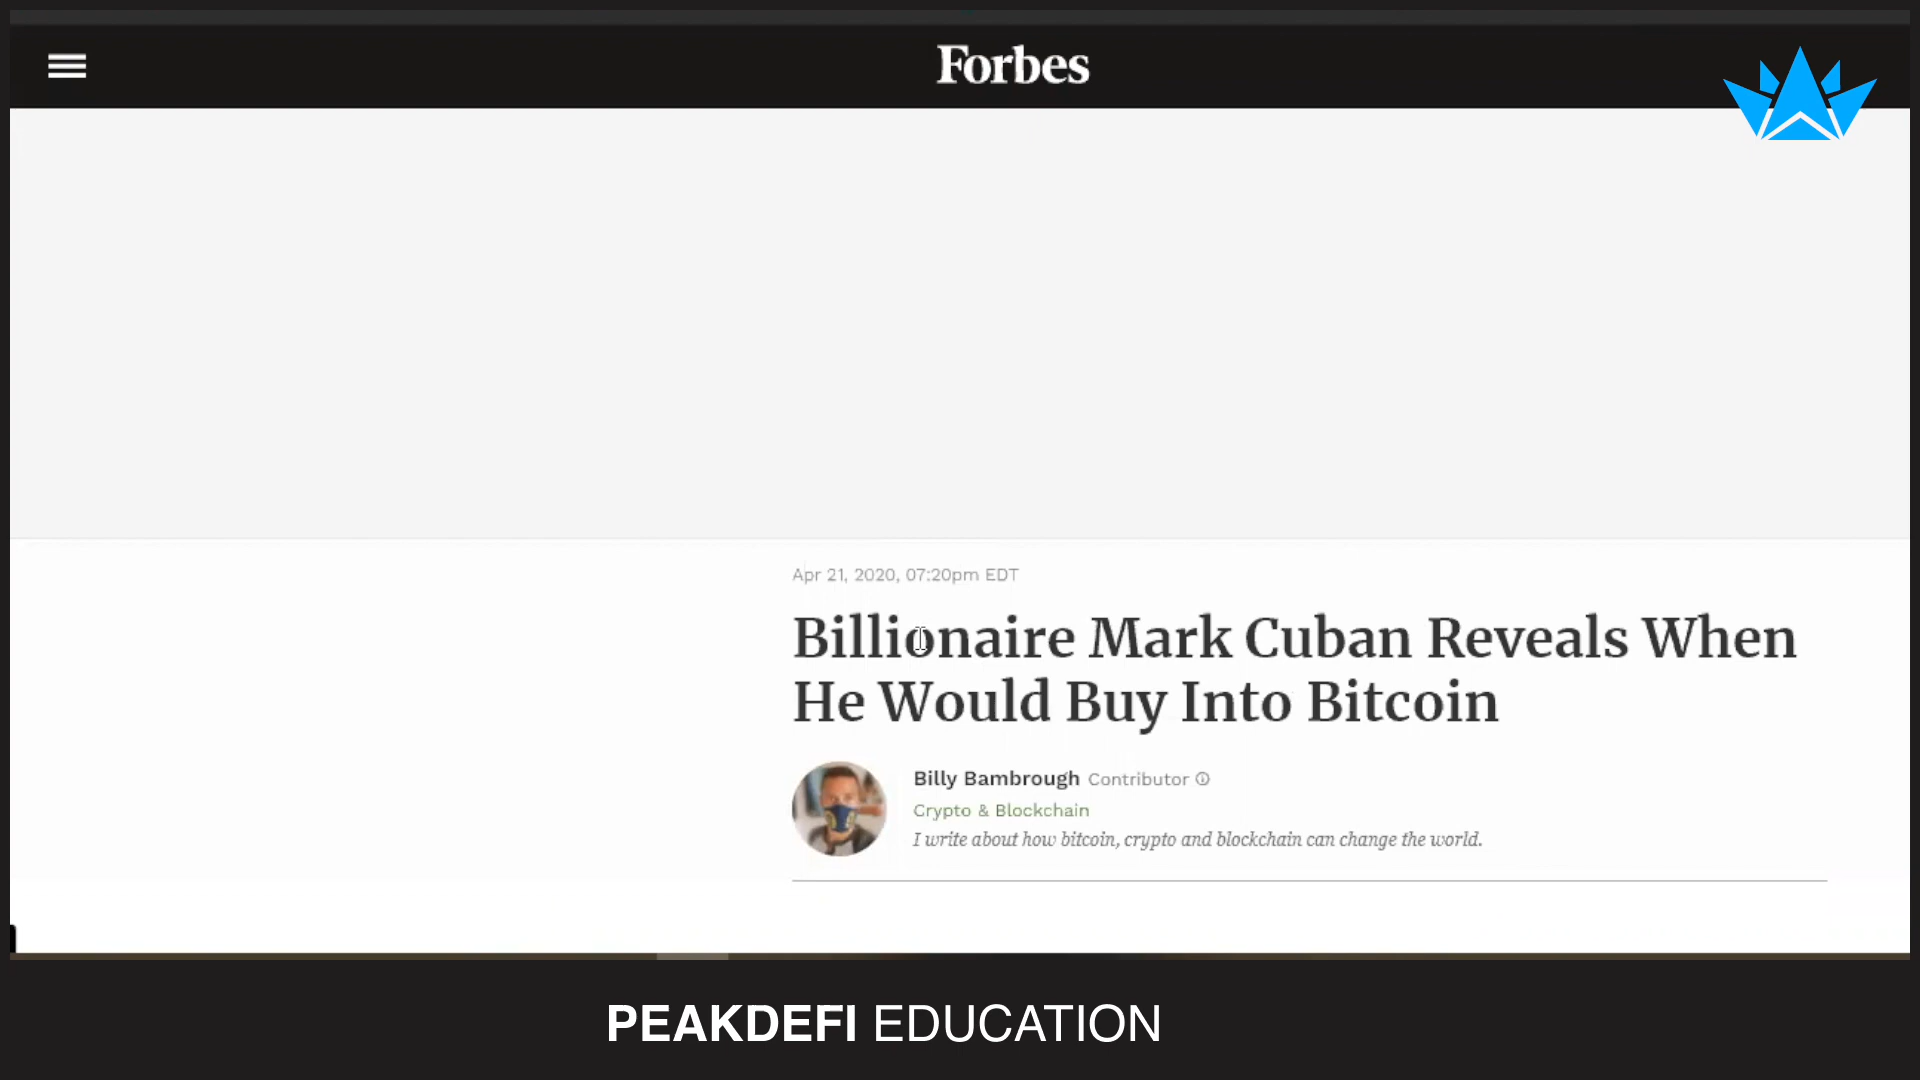 Forbes
Apr 21, 2020, 07:20pm EDT
Billionaire Mark Cuban Reveals When
He Would Buy Into Bitcoin
Billy Bambrough Contributor
Crypto & Blockchain
I write about how bitcoin, crypto and blockchain can change the world.
PEAKDEFI EDUCATION